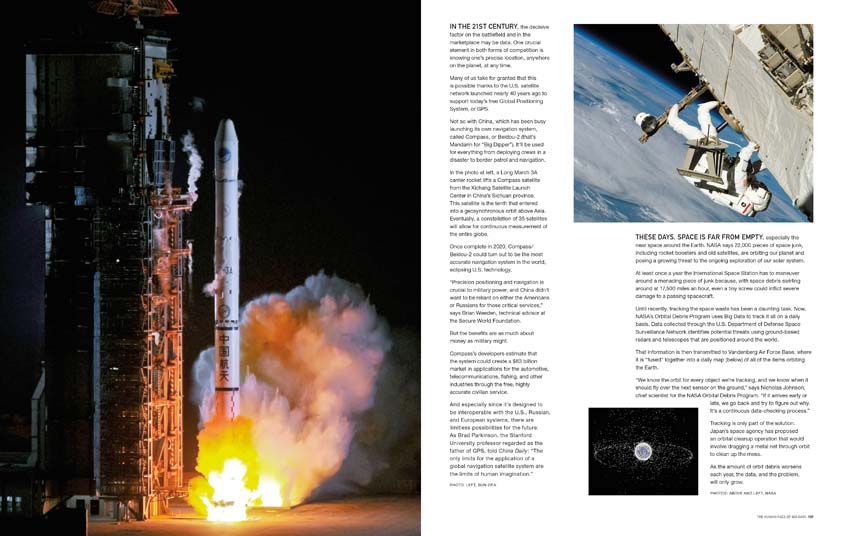 中国航天
IN THE 21ST CENTURY, the decisive
factor on the battlefield and in the
marketplace may be data. One crucial
element in both forms of competition is
knowing one's precise location, anywhere
on the planet, at any time.
Many of us take for granted that this
is possible thanks to the U.S. satellite
network launched nearly 40 years ago to
support today's free Global Positioning
System, or GPS.
Not so with China, which has been busy
launching its own navigation system,
called Compass, or Beidou-2 (that's
Mandarin for "Big Dipper"). It'll be used
for everything from deploying crews in a
disaster to border patrol and navigation.
In the photo at left, a Long March 3A
carrier rocket lifts a Compass satellite
from the Xichang Satellite Launch
Center in China's Sichuan province.
This satellite is the tenth that entered
into a geosynchronous orbit above Asia.
Eventually, a constellation of 35 satellites
will allow for continuous measurement of
the entire globe.
Once complete in 2020, Compass/
Beidou-2 could turn out to be the most
accurate navigation system in the world,
eclipsing U.S. technology.
"Precision positioning and navigation is
crucial to military power, and China didn't
want to be reliant on either the Americans
or Russians for those critical services,"
says Brian Weeden, technical advisor at
the Secure World Foundation.
But the benefits are as much about
money as military might.
Compass's developers estimate that
the system could create a $63 billion
market in applications for the automotive,
telecommunications, fishing, and other
industries through the free, highly
accurate civilian service.
And especially since it's designed to
be interoperable with the U.S., Russian,
and European systems, there are
limitless possibilities for the future.
As Brad Parkinson, the Stanford
University professor regarded as the
father of GPS, told China Daily: "The
only limits for the application of a
global navigation satellite system are
the limits of human imagination."
PHOTO: LEFT, SUN ZIFA
THESE DAYS, SPACE IS FAR FROM EMPTY, especially the
near space around the Earth. NASA says 22,000 pieces of space junk,
including rocket boosters and old satellites, are orbiting our planet and
posing a growing threat to the ongoing exploration of our solar system.
At least once a year the International Space Station has to maneuver
around a menacing piece of junk because, with space debris swirling
around at 17,500 miles an hour, even a tiny screw could inflict severe
damage to a passing spacecraft.
Until recently, tracking the space waste has been a daunting task. Now,
NASA's Orbital Debris Program uses Big Data to track it all on a daily
basis. Data collected through the U.S. Department of Defense Space
Surveillance Network identifies potential threats using ground-based
radars and telescopes that are positioned around the world.
That information is then transmitted to Vandenberg Air Force Base, where
it is "fused" together into a daily map (below) of all of the items orbiting
the Earth.
"We know the orbit for every object we're tracking, and we know when it
should fly over the next sensor on the ground," says Nicholas Johnson,
chief scientist for the NASA Orbital Debris Program. "If it arrives early or
late, we go back and try to figure out why.
It's a continuous data-checking process."
Tracking is only part of the solution.
Japan's space agency has proposed
an orbital cleanup operation that would
involve dragging a metal net through orbit
to clean up the mess.
As the amount of orbit debris worsens
each year, the data, and the problem,
will only grow.
PHOTOS: ABOVE AND LEFT, NASA
THE HUMAN FACE OF BIG DATA